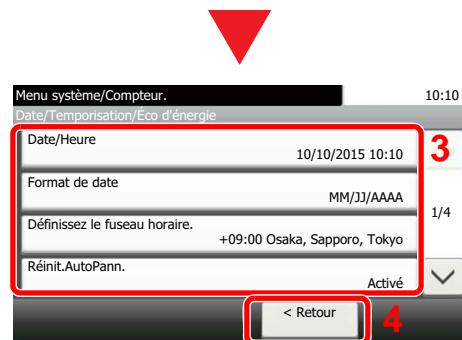 Menu système/Compteur.
10:10
Date/Temporisation/Éco d'énergie
Date/Heure
10/10/2015 10:10
3
Format de date
MM/JJ/AAAA
1/4
Définissez le fuseau horaire.
+09:00 Osaka, Sapporo, Tokyo
Réinit.AutoPann.
Activé
< Retour
4